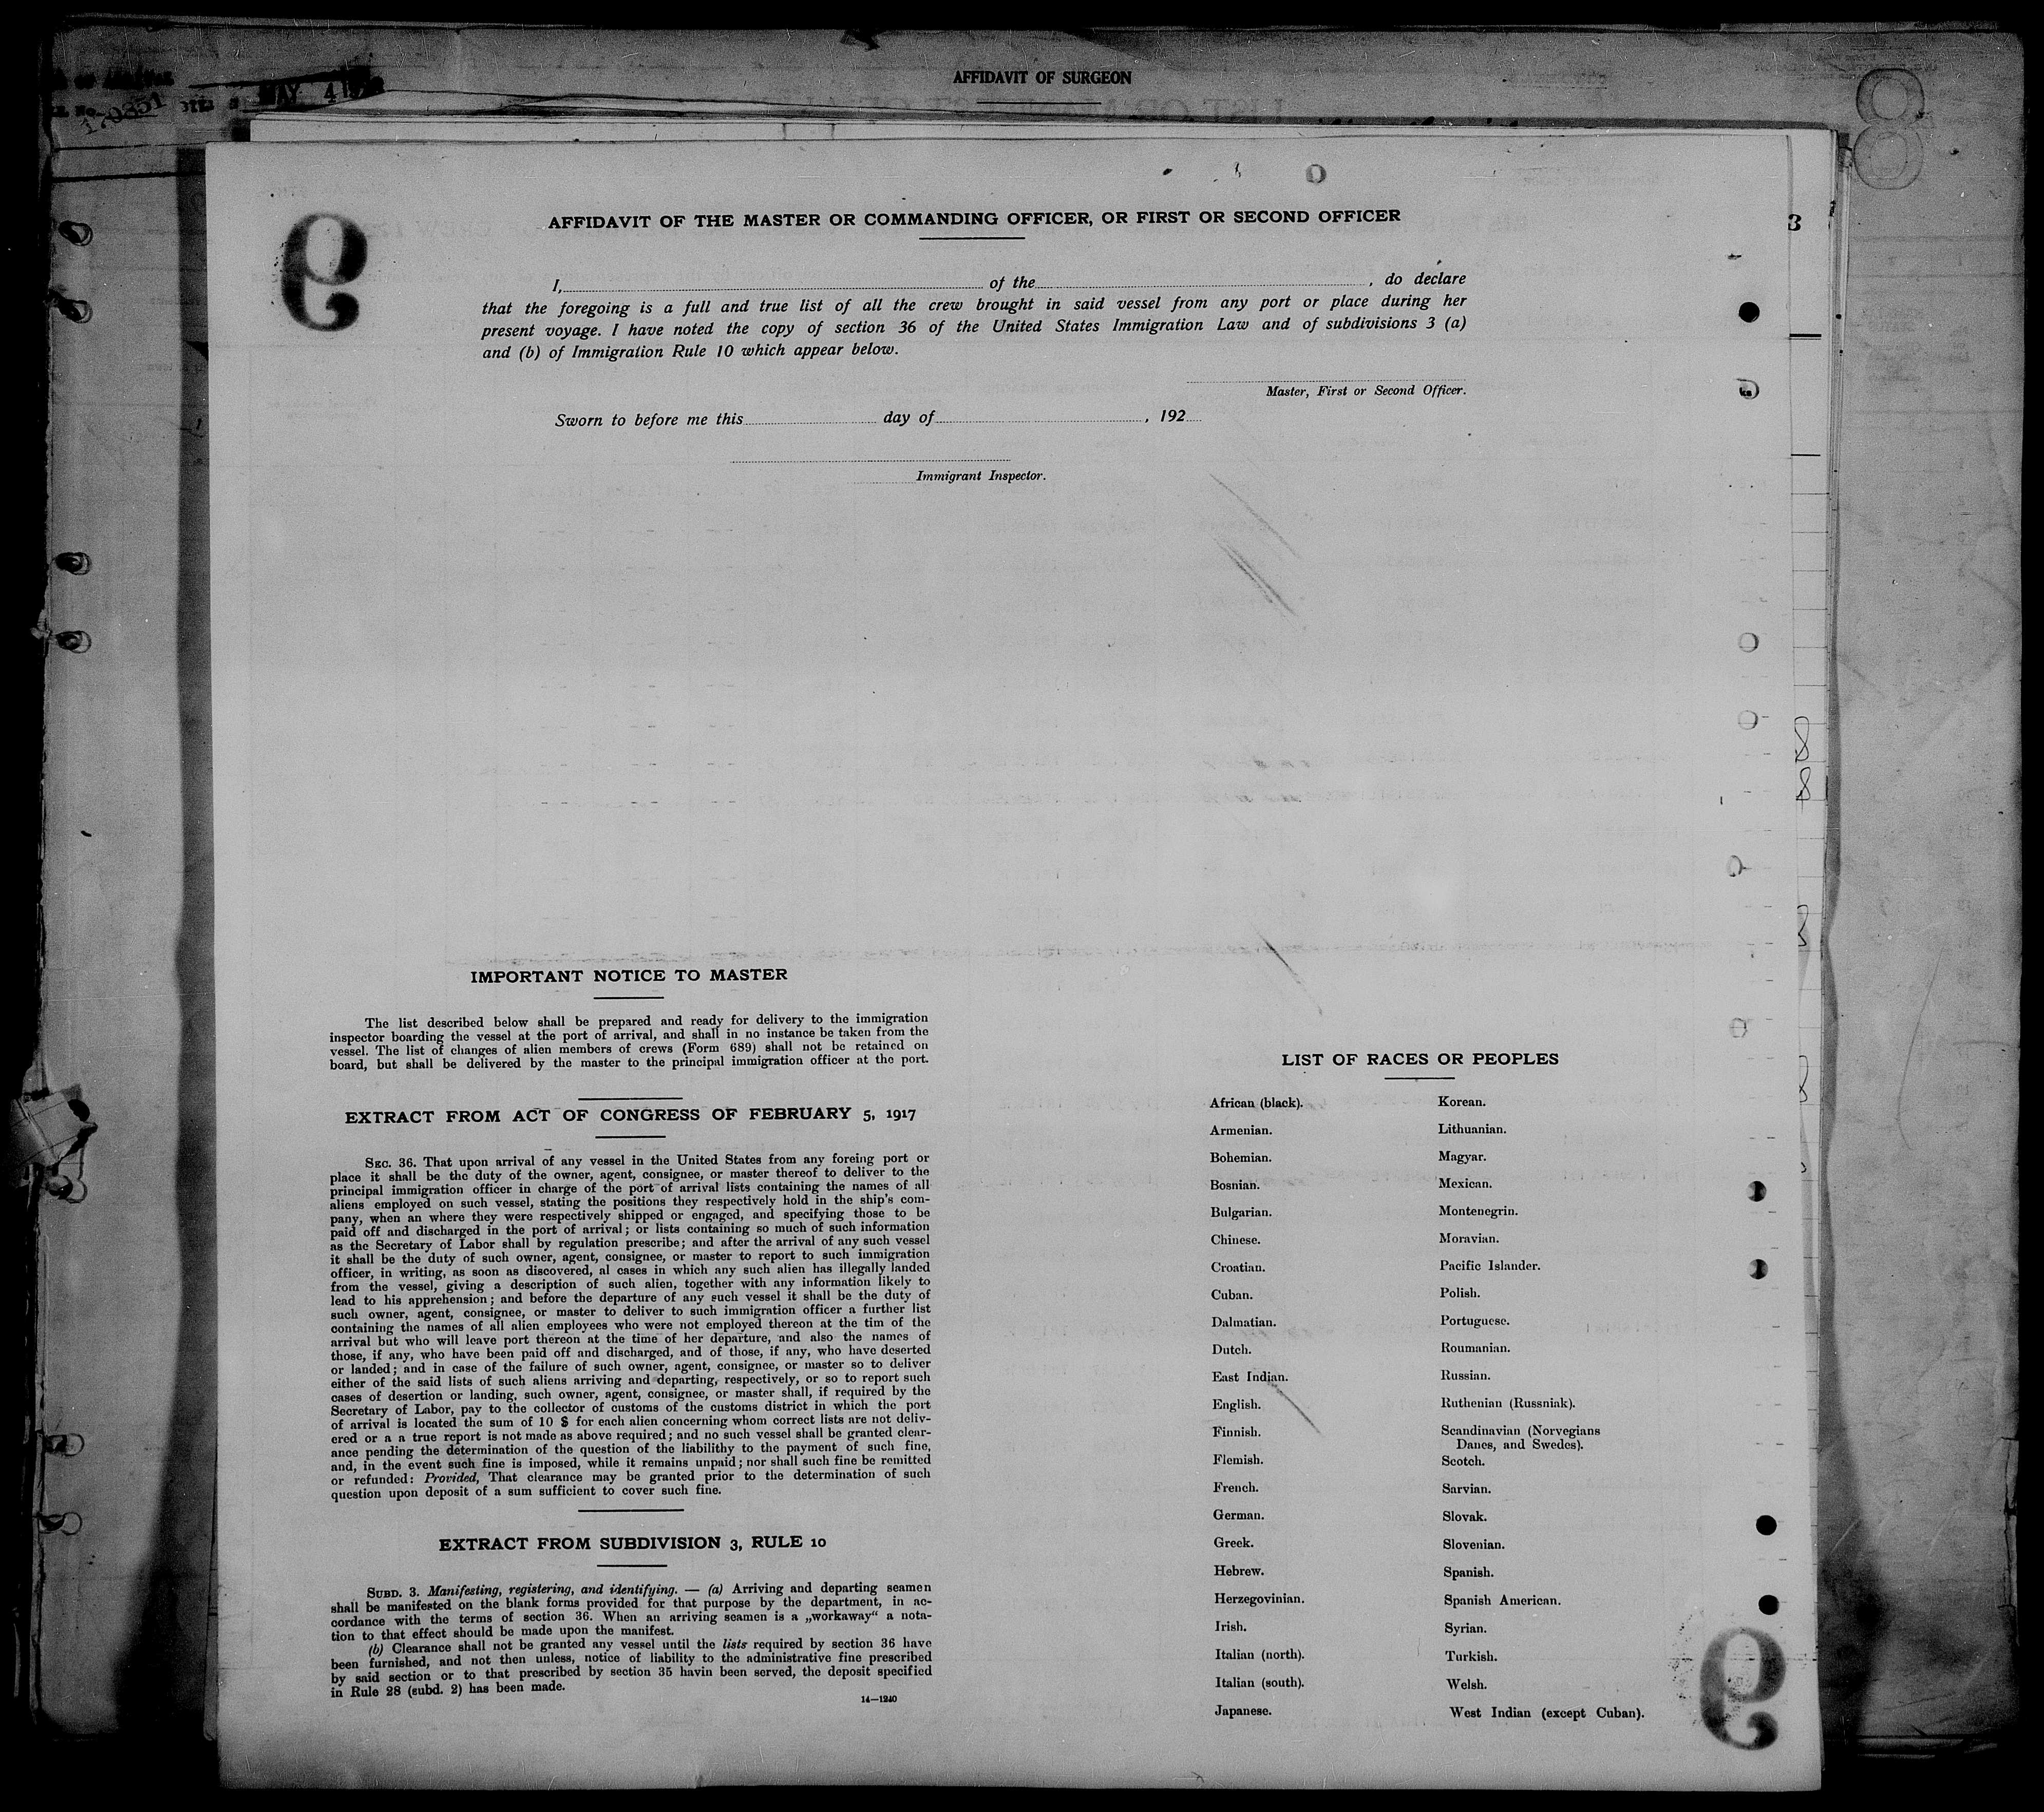 AFFIDAVIT OF SURGEON
170351
MAY 4
AFFIDAVIT OF THE MASTER OR COMMANDING OFFICER, OR FIRST OR SECOND OFFICER
3
I, of the , do declare
that the foregoing is a full and true list of all the crew brought in said vessel from any port or place during her
present voyage. I have noted the copy of section 36 of the United States Immigration Law and of subdivisions 3 (a)
and (b) of Immigration Rule 10 which appear below.
Master, First or Second Officer.
Sworn to before me this day of , 192
Immigrant Inspector.
IMPORTANT NOTICE TO MASTER
The list described below shall be prepared and ready for delivery to the immigration
inspector boarding the vessel at the port of arrival, and shall in no instance be taken from the
vessel. The list of changes of alien members of crews (Form 689) shall not be retained on
board, but shall be delivered by the master to the principal immigration officer at the port.
EXTRACT FROM ACT OF CONGRESS OF FEBRUARY 5, 1917
SEC. 36. That upon arrival of any vessel in the United States from any foreing port or
place it shall be the duty of the owner, agent, consignee, or master thereof to deliver to the
principal immigration officer in charge of the port of arrival lists containing the names of all
aliens employed on such vessel, stating the positions they respectively hold in the ship's com-
pany, when an where they were respectively shipped or engaged, and specifying those to be
paid off and discharged in the port of arrival; or lists containing so much of such information
as the Secretary of Labor shall by regulation prescribe; and after the arrival of any such vessel
it shall be the duty of such owner, agent, consignee, or master to report to such immigration
officer, in writing, as soon as discovered, al cases in which any such alien has illegally landed
from the vessel, giving a description of such alien, together with any information likely to
lead to his apprehension; and before the departure of any such vessel it shall be the duty of
such owner, agent, consignee, or master to deliver to such immigration officer a further list
containing the names of all alien employees who were not employed thereon at the tim of the
arrival but who will leave port thereon at the time of her departure, and also the names of
those, if any, who have been paid off and discharged, and of those, if any, who have deserted
or landed; and in case of the failure of such owner, agent, consignee, or master so to deliver
either of the said lists of such aliens arriving and departing, respectively, or so to report such
cases of desertion or landing, such owner, agent, consignee, or master shall, if required by the
Secretary of Labor, pay to the collector of customs of the customs district in which the port
of arrival is located the sum of 10 $ for each alien concerning whom correct lists are not deliv-
ered or a a true report is not made as above required; and no such vessel shall be granted clear-
ance pending the determination of the question of the liabilithy to the payment of such fine,
and, in the event such fine is imposed, while it remains unpaid; nor shall such fine be remitted
or refunded: Provided, That clearance may be granted prior to the determination of such
question upon deposit of a sum sufficient to cover such fine.
EXTRACT FROM SUBDIVISION 3, RULE 10
SUBD. 3. Manifesting, registering, and identifying. — (a) Arriving and departing seamen
shall be manifested on the blank forms provided for that purpose by the department, in ac-
cordance with the terms of section 36. When an arriving seamen is a „workaway“ a nota-
tion to that effect should be made upon the manifest.
(b) Clearance shall not be granted any vessel until the lists required by section 36 have
been furnished, and not then unless, notice of liability to the administrative fine prescribed
by said section or to that prescribed by section 35 havin been served, the deposit specified
in Rule 28 (subd. 2) has been made.
14—1240
LIST OF RACES OR PEOPLES
African (black).
Armenian.
Bohemian.
Bosnian.
Bulgarian.
Chinese.
Croatian.
Cuban.
Dalmatian.
Dutch.
East Indian.
English.
Finnish.
Flemish.
French.
German.
Greek.
Hebrew.
Herzegovinian.
Irish.
Italian (north).
Italian (south).
Japanese.
Korean.
Lithuanian.
Magyar.
Mexican.
Montenegrin.
Moravian.
Pacific Islander.
Polish.
Portuguese.
Roumanian.
Russian.
Ruthenian (Russniak).
Scandinavian (Norvegians
Danes, and Swedes).
Scotch.
Sarvian.
Slovak.
Slovenian.
Spanish.
Spanish American.
Syrian.
Turkish.
Welsh.
West Indian (except Cuban).